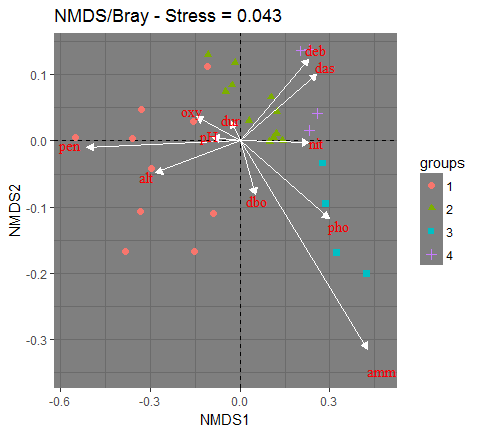 NMDS/Bray - Stress = 0.043
deb
das
oxy
dur
pH
nit
pen
alt
dbo
pho
amm
0.1
0.0
-0.1
-0.2
-0.3
NMDS2
-0.6
-0.3
0.0
0.3
NMDS1
groups
1
2
3
4